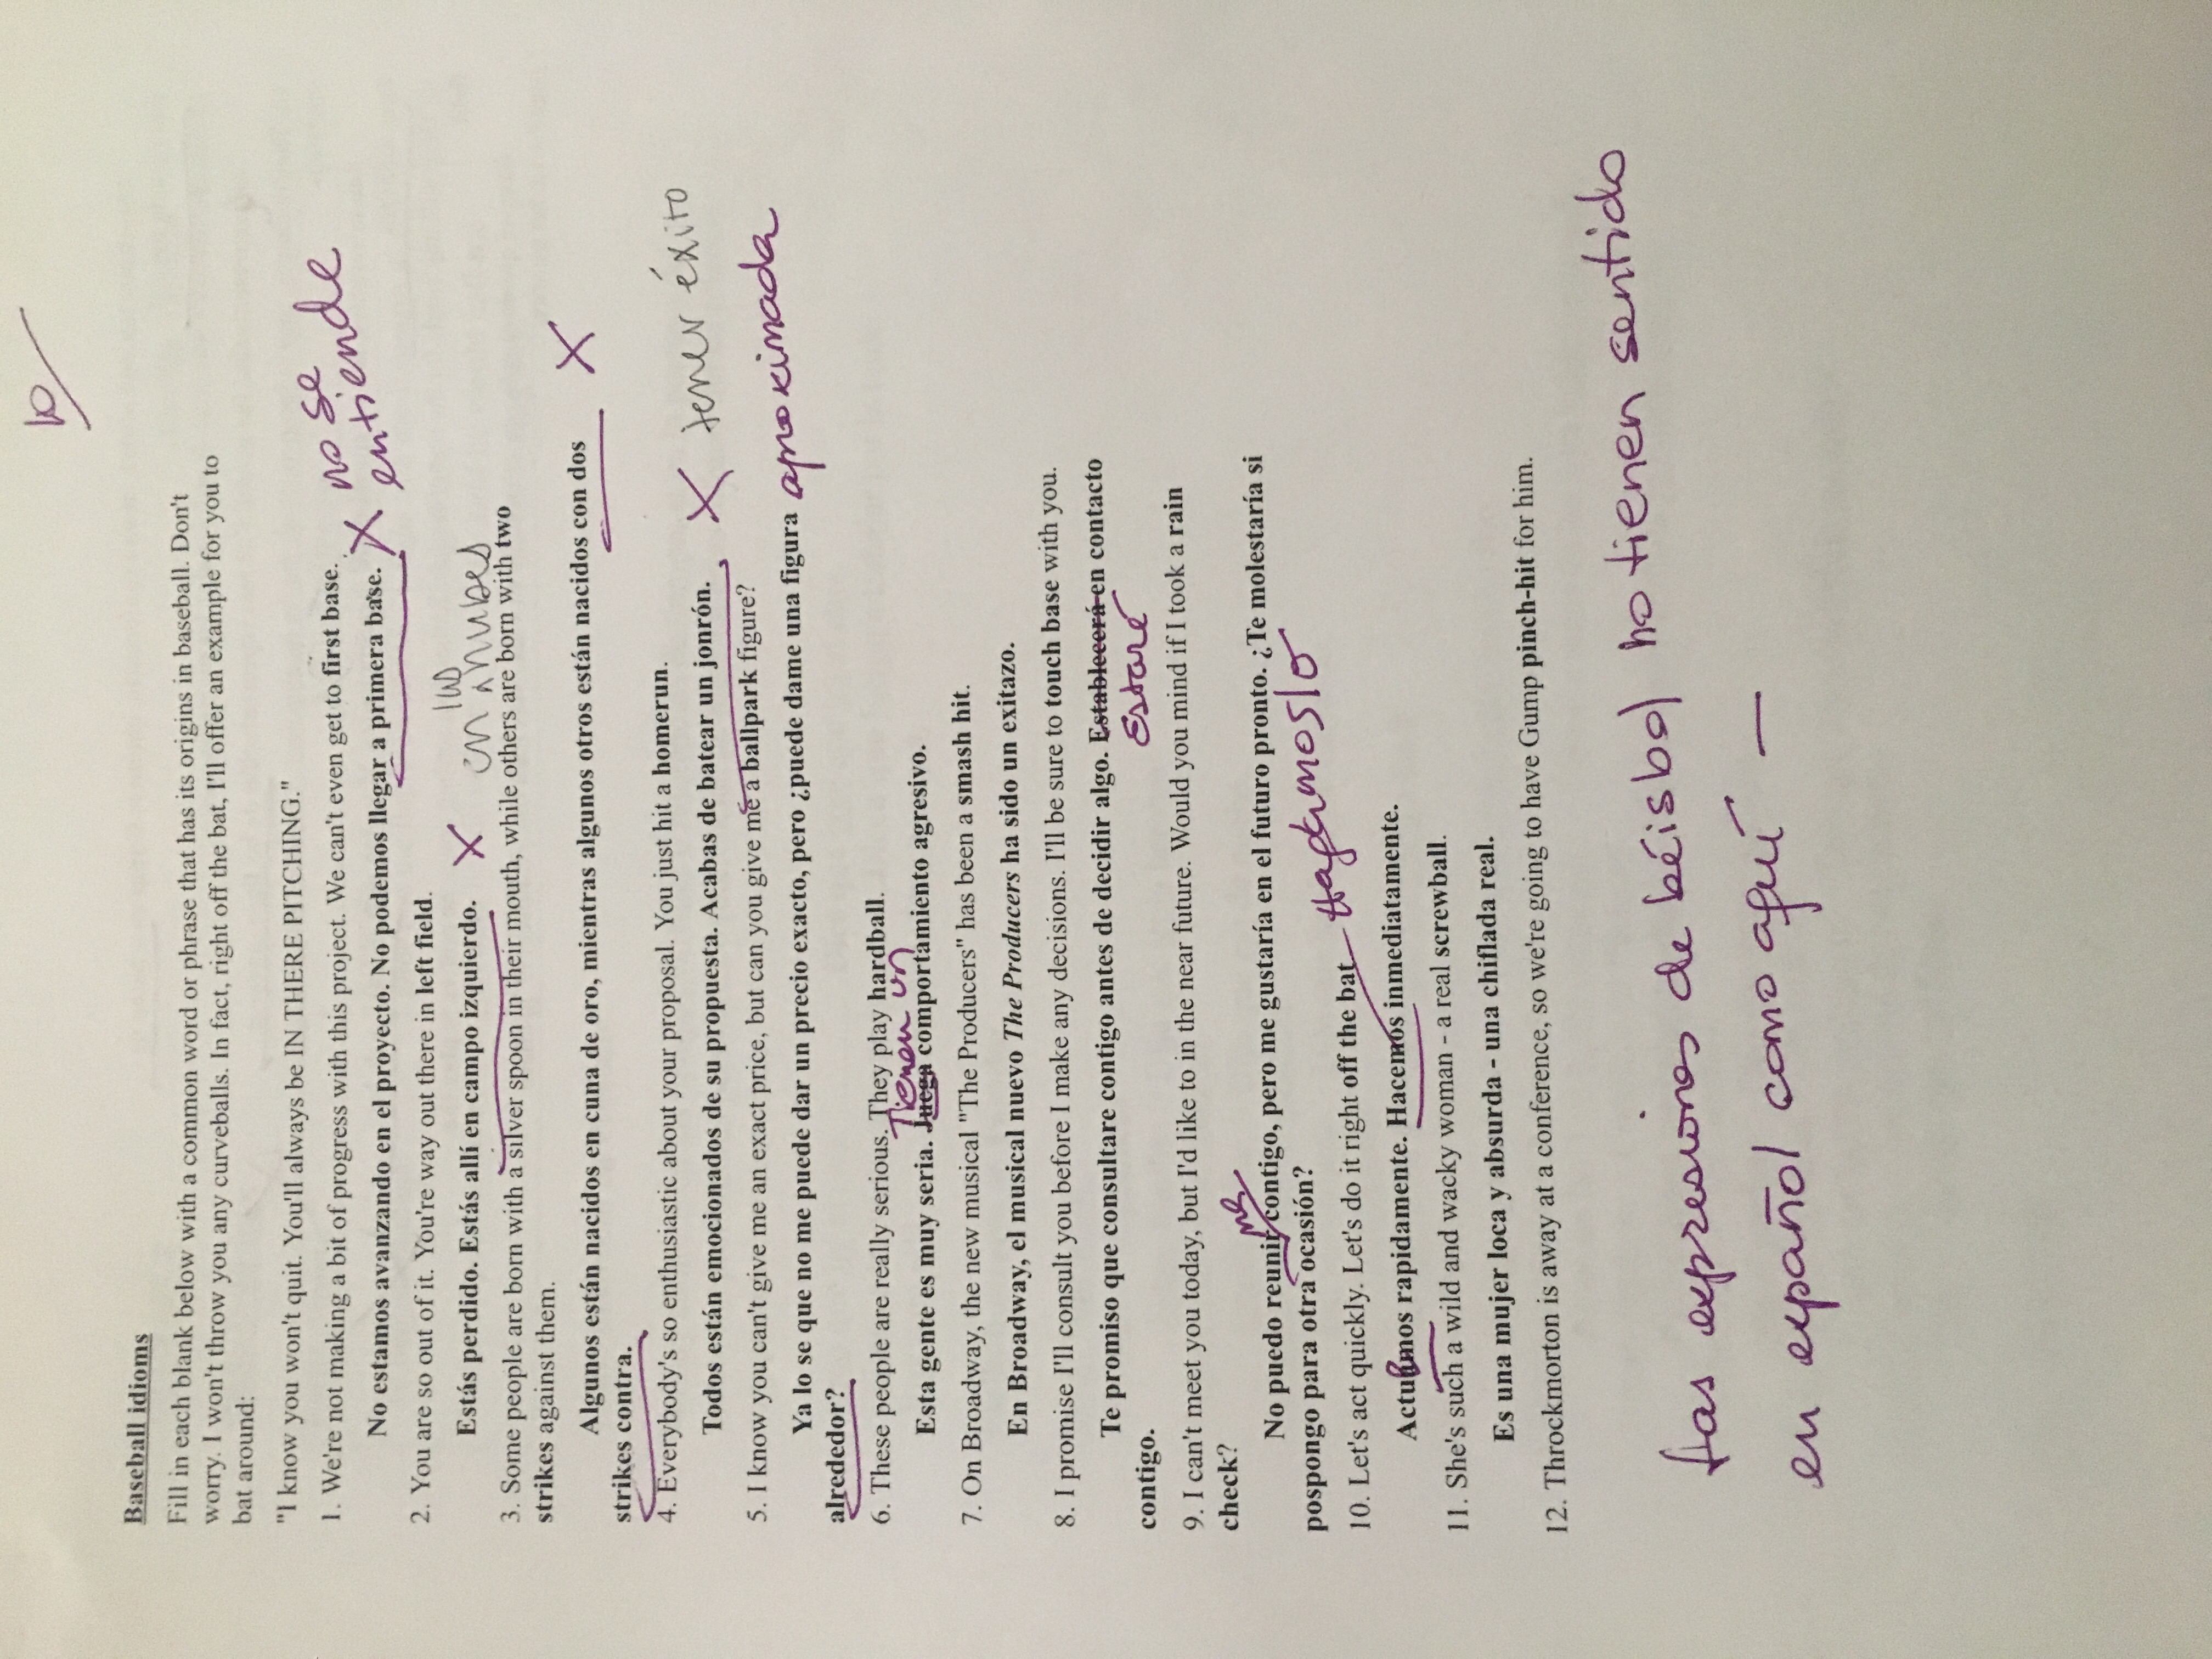 10
Baseball idioms
Fill in each blank below with a common word or phrase that has its origins in baseball. Don't
worry. I won't throw you any curveballs. In fact, right off the bat, I'll offer an example for you to
bat around:
"I know you won't quit. You'll always be IN THERE PITCHING."
1. We're not making a bit of progress with this project. We can't even get to first base.
No estamos avanzando en el proyecto. No podemos llegar a primera base. X no se
entiende
2. You are so out of it. You're way out there in left field.
Estás perdido. Estás allí en campo izquierdo. X en las nubes
3. Some people are born with a silver spoon in their mouth, while others are born with two
strikes against them.
Algunos están nacidos en cuna de oro, mientras algunos otros están nacidos con dos X
strikes contra.
4. Everybody's so enthusiastic about your proposal. You just hit a homerun.
Todos están emocionados de su propuesta. Acabas de batear un jonrón. X tener éxito
5. I know you can't give me an exact price, but can you give me a ballpark figure?
Ya lo se que no me puede dar un precio exacto, pero ¿puede dame una figura aproximada
alrededor?
6. These people are really serious. They play hardball.
Tienen un
Esta gente es muy seria. Juega comportamiento agresivo.
7. On Broadway, the new musical "The Producers" has been a smash hit.
En Broadway, el musical nuevo The Producers ha sido un exitazo.
8. I promise I'll consult you before I make any decisions. I'll be sure to touch base with you.
Te promiso que consultare contigo antes de decidir algo. Establecerá en contacto
Estaré
contigo.
9. I can't meet you today, but I'd like to in the near future. Would you mind if I took a rain
check?
me
No puedo reunir contigo, pero me gustaría en el futuro pronto. ¿Te molestaría si
pospongo para otra ocasión?
Hagámoslo
10. Let's act quickly. Let's do it right off the bat
Actuemos rapidamente. Hacemos inmediatamente.
11. She's such a wild and wacky woman - a real screwball.
Es una mujer loca y absurda - una chiflada real.
12. Throckmorton is away at a conference, so we're going to have Gump pinch-hit for him.
Las expresiones de béisbol no tienen sentido
en español como aquí —